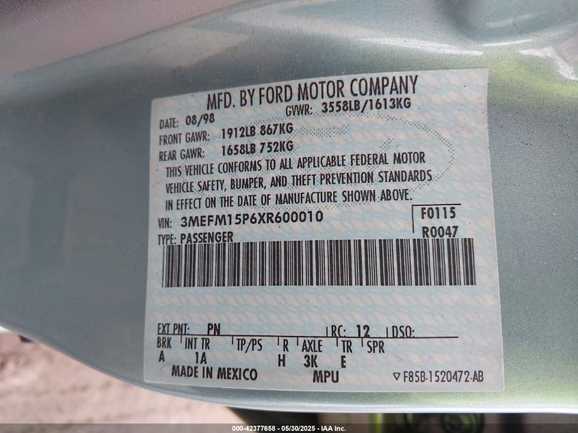 MFD. BY FORD MOTOR COMPANY
DATE: 08/98 GVWR: 3558LB/1613KG
FRONT GAWR: 1912LB 867KG
REAR GAWR: 1658LB 752KG
THIS VEHICLE CONFORMS TO ALL APPLICABLE FEDERAL MOTOR
VEHICLE SAFETY, BUMPER, AND THEFT PREVENTION STANDARDS
IN EFFECT ON THE DATE OF MANUFACTURE SHOWN ABOVE.
VIN: 3MEFM15P6XR600010 F0115
TYPE: PASSENGER R0047
EXT PNT: PN RC: 12 DSO:
BRK INT TR TP/PS R AXLE TR SPR
A 1A H 3K E
MADE IN MEXICO MPU ▽ F85B-1520472-AB
000-42377658 - 05/30/2025 - IAA Inc.